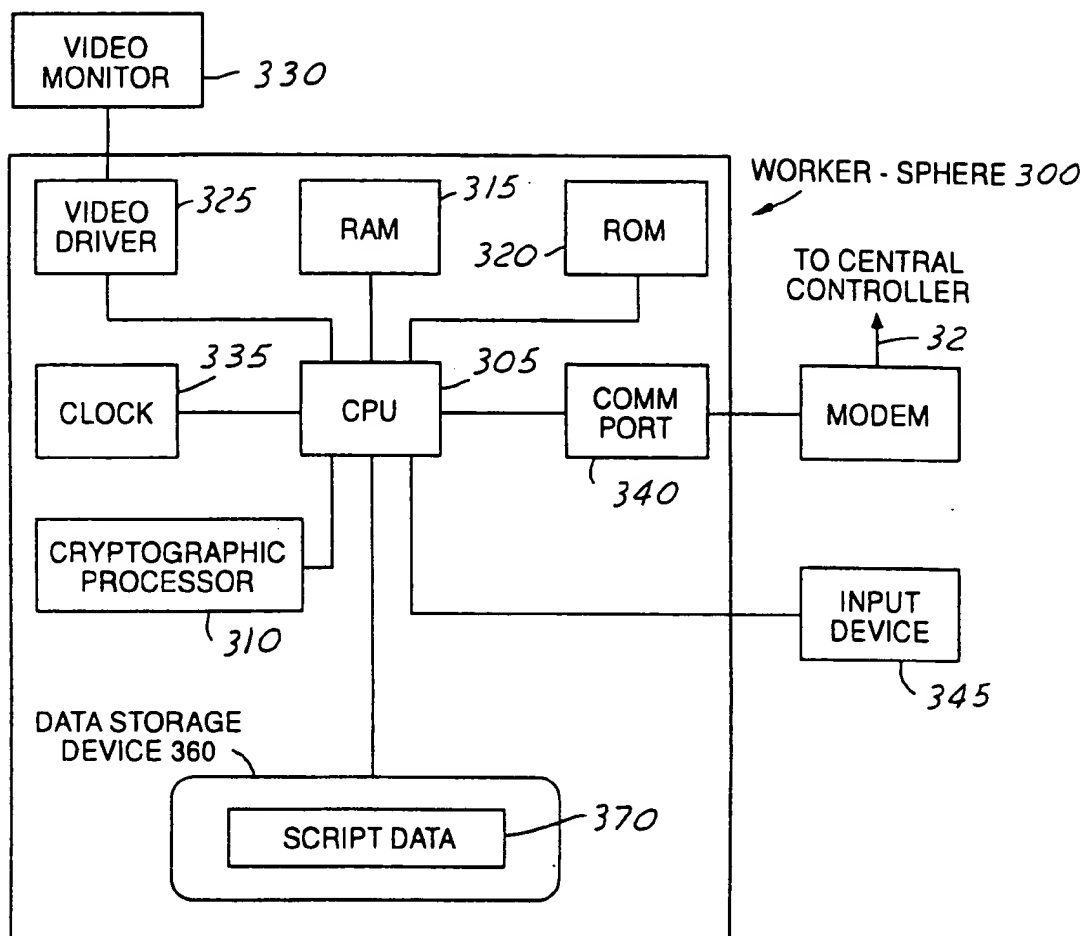 VIDEO
MONITOR
330
WORKER - SPHERE 300
VIDEO
DRIVER
325
RAM
315
ROM
320
TO CENTRAL
CONTROLLER
32
CLOCK
335
CPU
305
COMM
PORT
340
MODEM
CRYPTOGRAPHIC
PROCESSOR
310
INPUT
DEVICE
345
DATA STORAGE
DEVICE 360
SCRIPT DATA
370